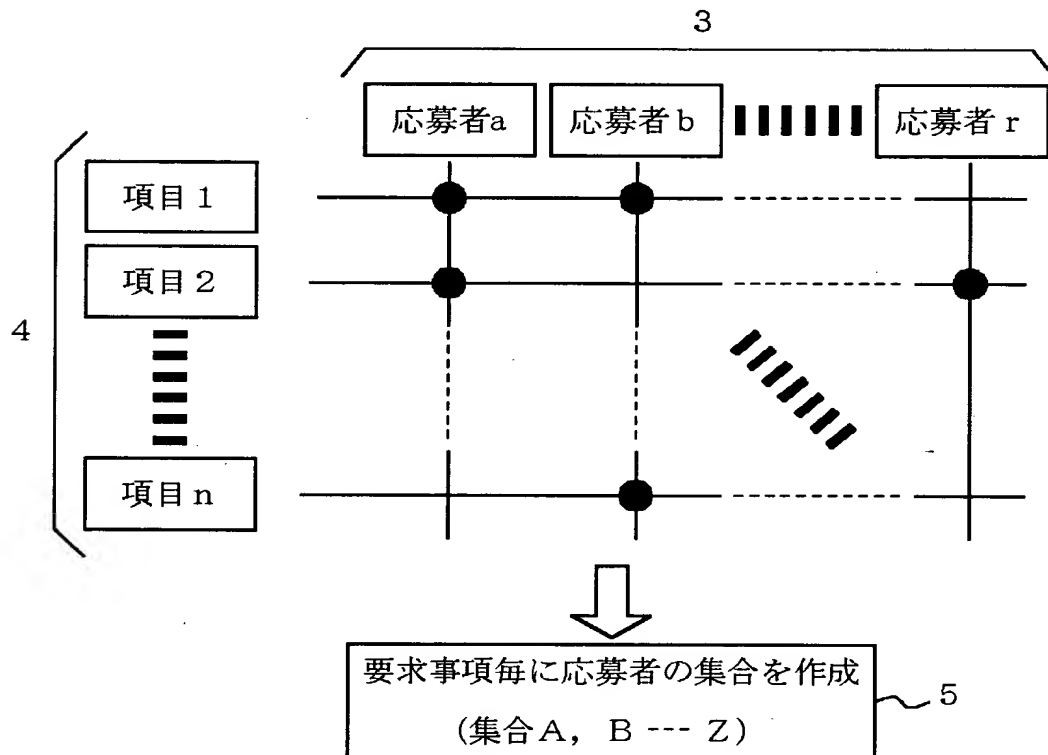 3
応募者a
応募者b
応募者r
4
項目1
項目2
項目n
要求事項毎に応募者の集合を作成
(集合A, B --- Z)
5